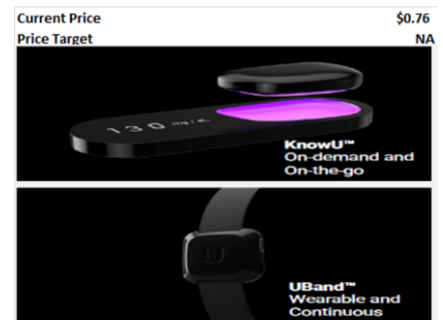 Current Price $0.76
Price Target NA
130 mg / dL
KnowU™
On-demand and
On-the-go
U
UBand™
Wearable and
Continuous